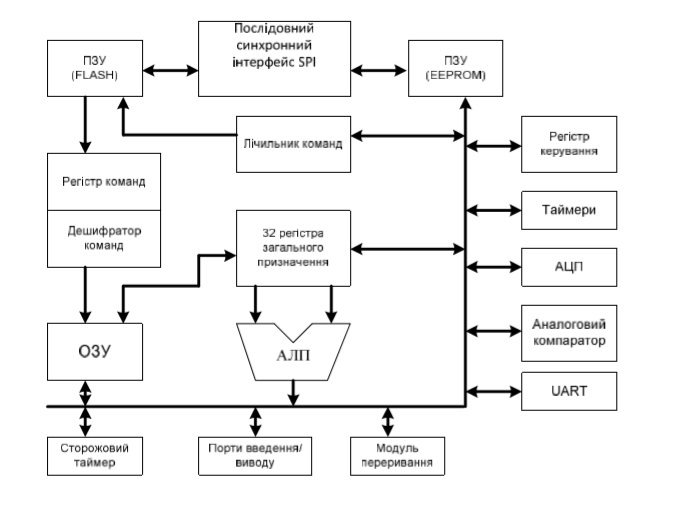 Послідовний
синхронний
інтерфейс SPI
ПЗУ
(FLASH)
ПЗУ
(EEPROM)
Лічильник команд
Регістр
керування
Регістр команд
Дешифратор
команд
32 регістра
загального
призначення
Таймери
АЦП
ОЗУ
АЛП
Аналоговий
компаратор
UART
Сторожовий
таймер
Порти введення/
виводу
Модуль
переривання